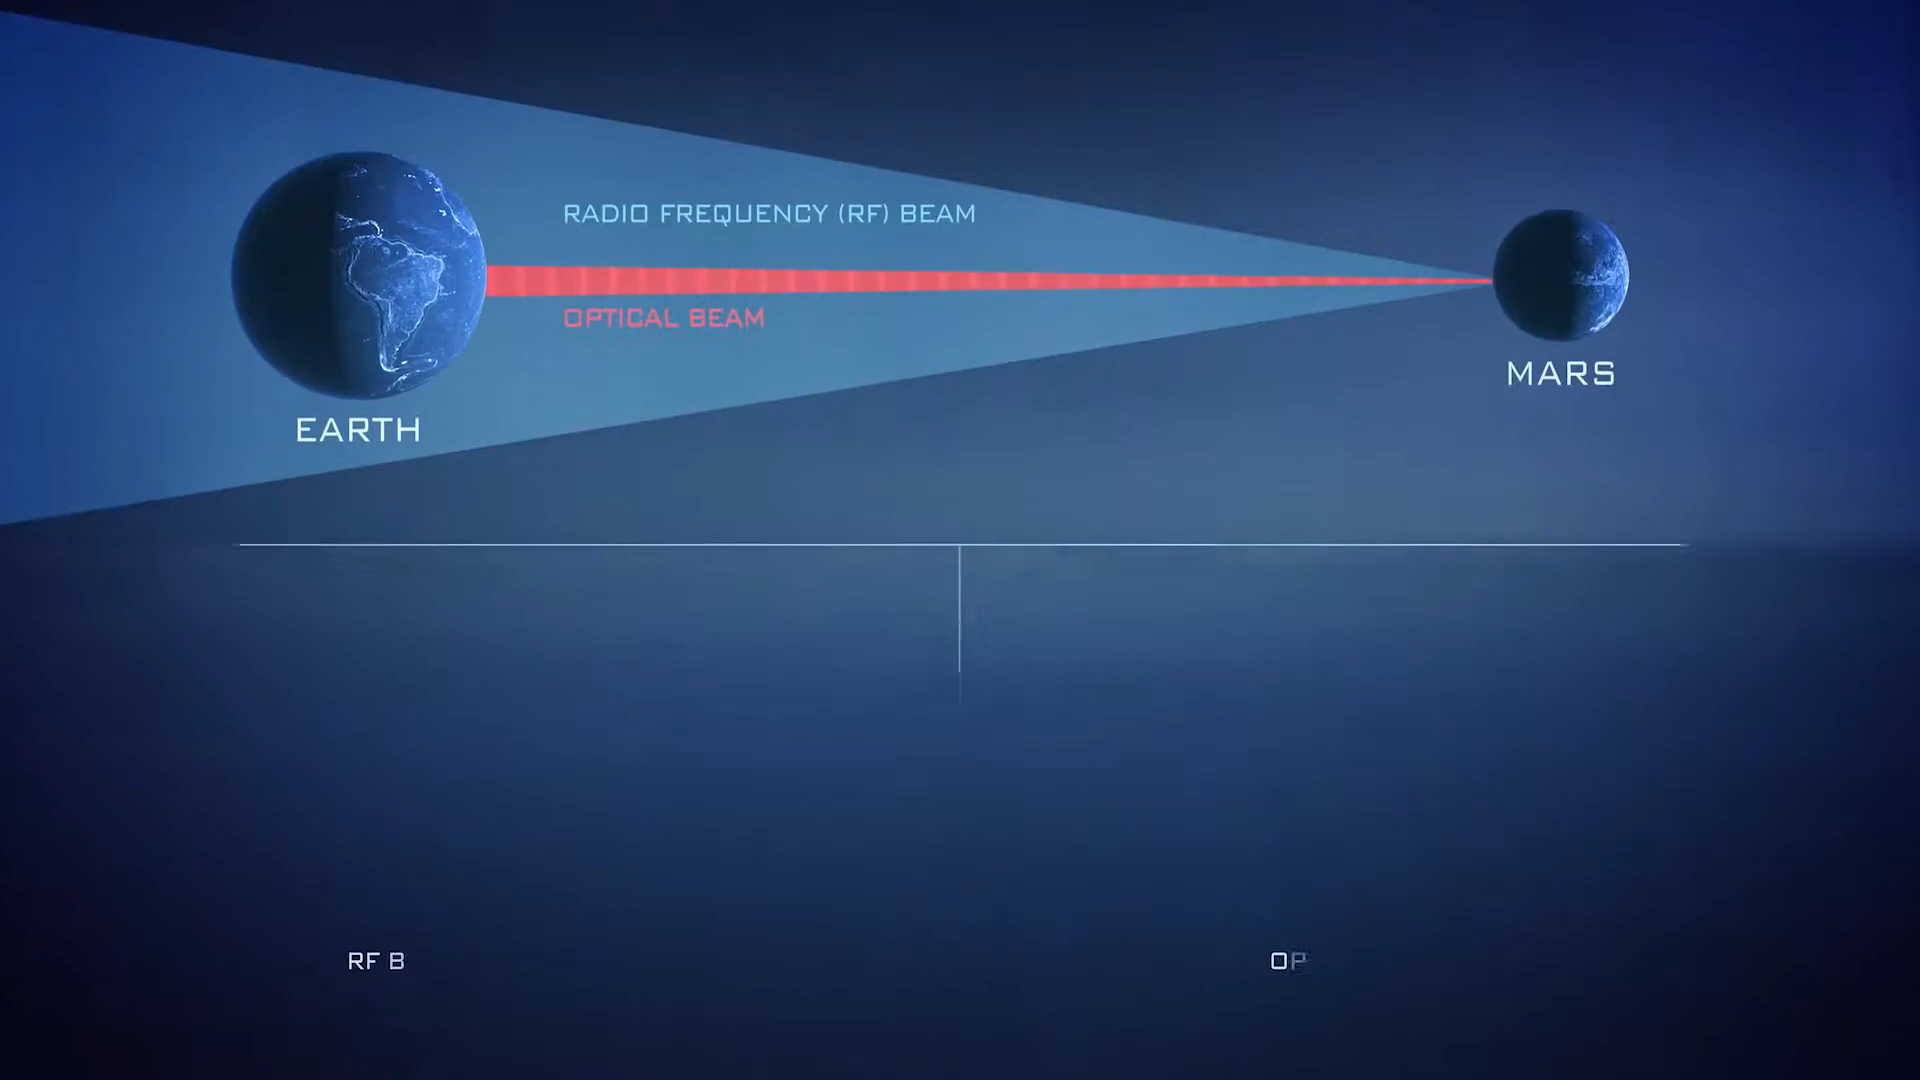 RADIO FREQUENCY (RF) BEAM
OPTICAL BEAM
MARS
EARTH
RF B
OP